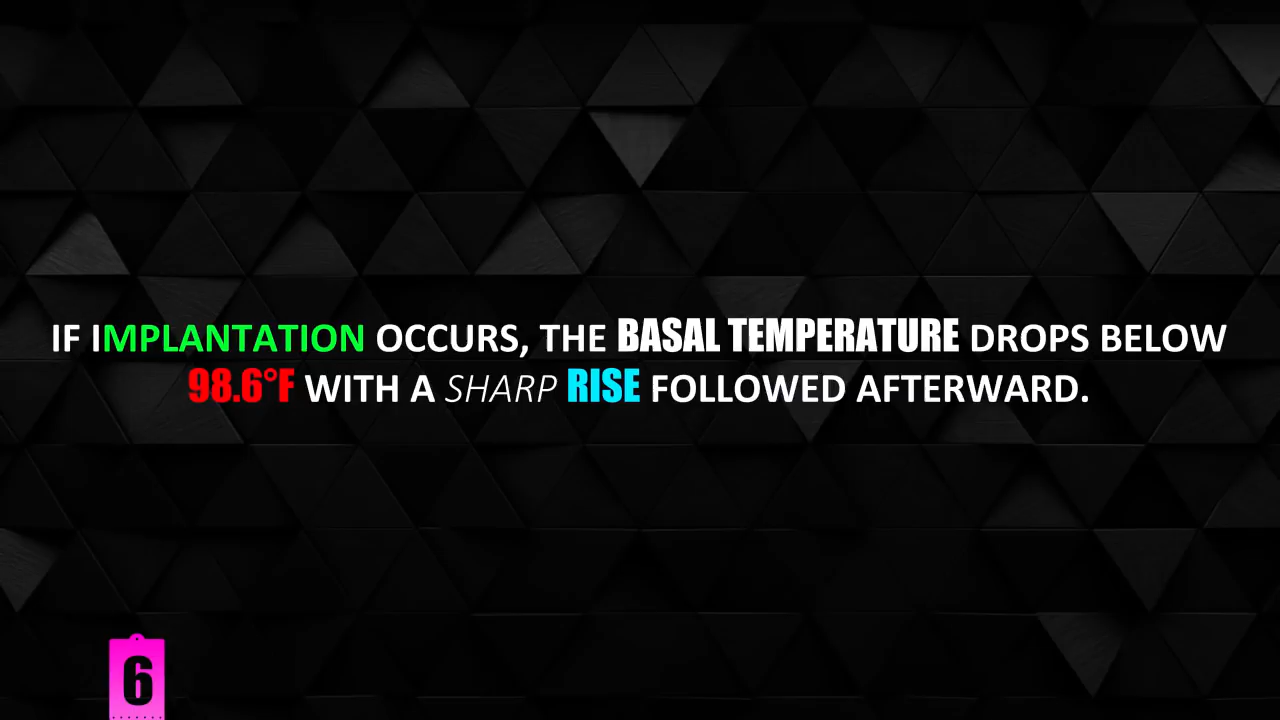 IF IMPLANTATION OCCURS, THE BASAL TEMPERATURE DROPS BELOW
98.6°F WITH A SHARP RISE FOLLOWED AFTERWARD.
6